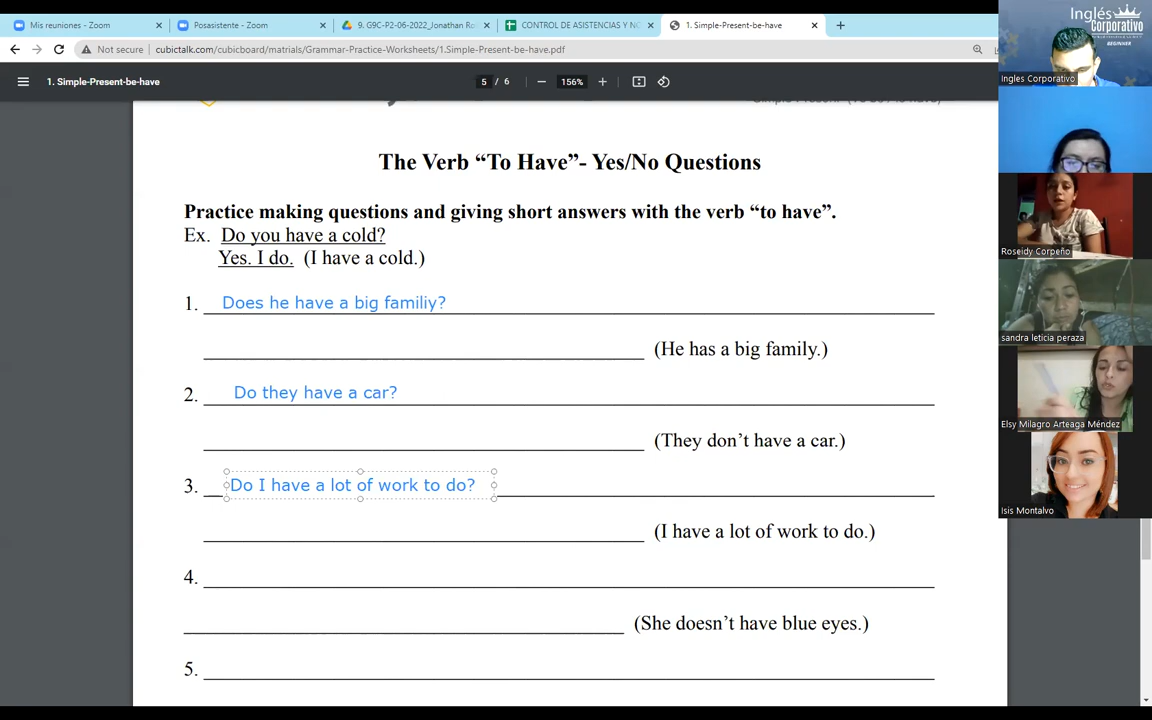 Mis reuniones - Zoom
Posasistente - Zoom
9. G9C-P2-06-2022_Jonathan Ro
CONTROL DE ASISTENCIAS Y NO
1. Simple-Present-be-have
Not secure
cubictalk.com/cubicboard/matrials/Grammar-Practice-Worksheets/1.Simple-Present-be-have.pdf
1. Simple-Present-be-have
5 / 6
156%
Inglés
Corporativo
BEGINNER
Ingles Corporativo
Roseidy Corpeño
sandra leticia peraza
Elsy Milagro Arteaga Méndez
Isis Montalvo
The Verb “To Have”- Yes/No Questions
Practice making questions and giving short answers with the verb “to have”.
Ex. Do you have a cold?
Yes. I do. (I have a cold.)
1. Does he have a big familiy?
(He has a big family.)
2. Do they have a car?
(They don’t have a car.)
3. Do I have a lot of work to do?
(I have a lot of work to do.)
4.
(She doesn’t have blue eyes.)
5.